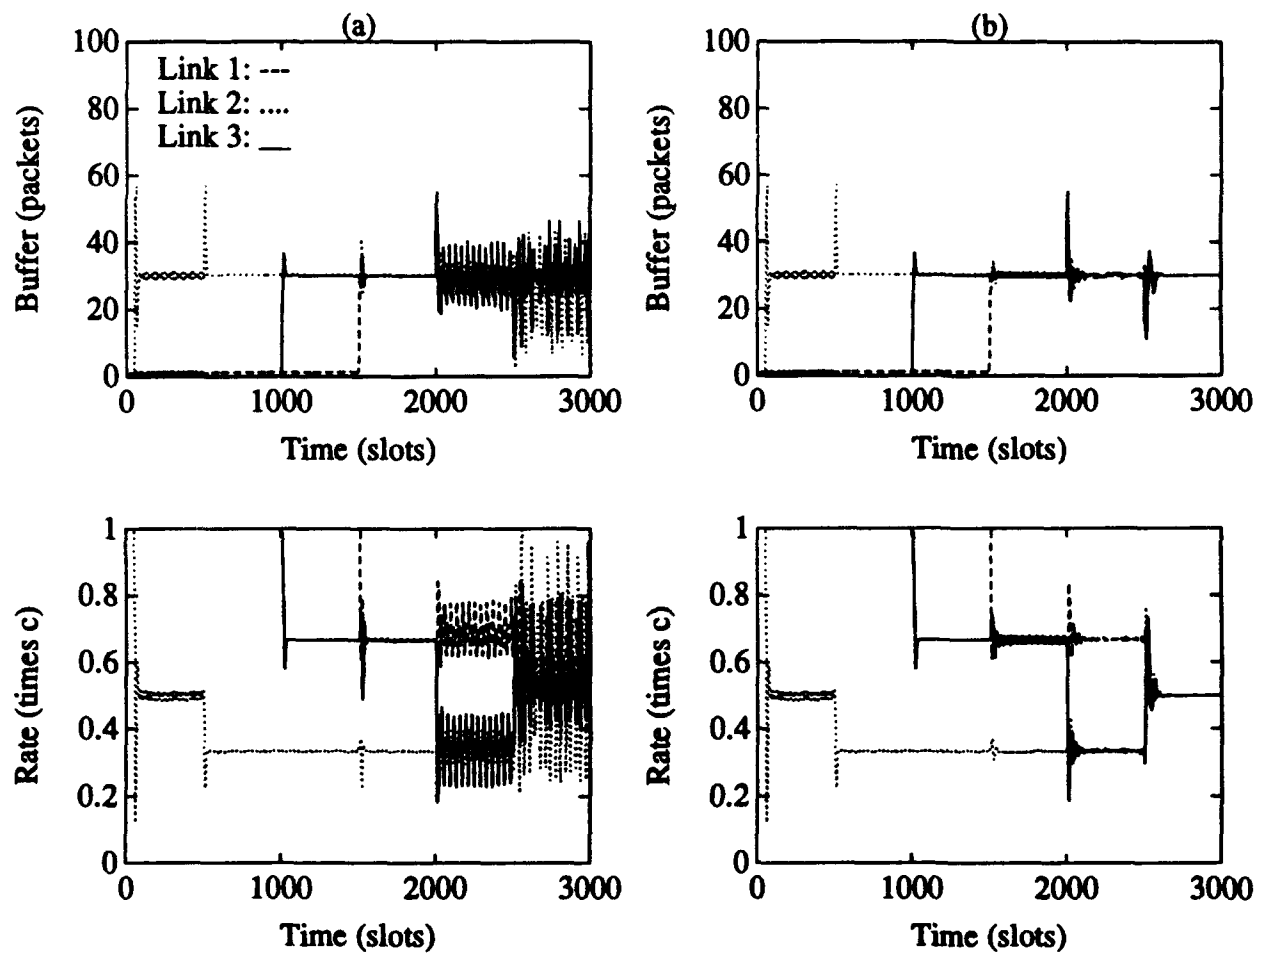 (a)
100
80
60
40
20
0
Buffer (packets)
Link 1: ---
Link 2: ....
Link 3: __
0 1000 2000 3000
Time (slots)
(b)
100
80
60
40
20
0
Buffer (packets)
0 1000 2000 3000
Time (slots)
1
0.8
0.6
0.4
0.2
0
Rate (times c)
0 1000 2000 3000
Time (slots)
1
0.8
0.6
0.4
0.2
0
Rate (times c)
0 1000 2000 3000
Time (slots)